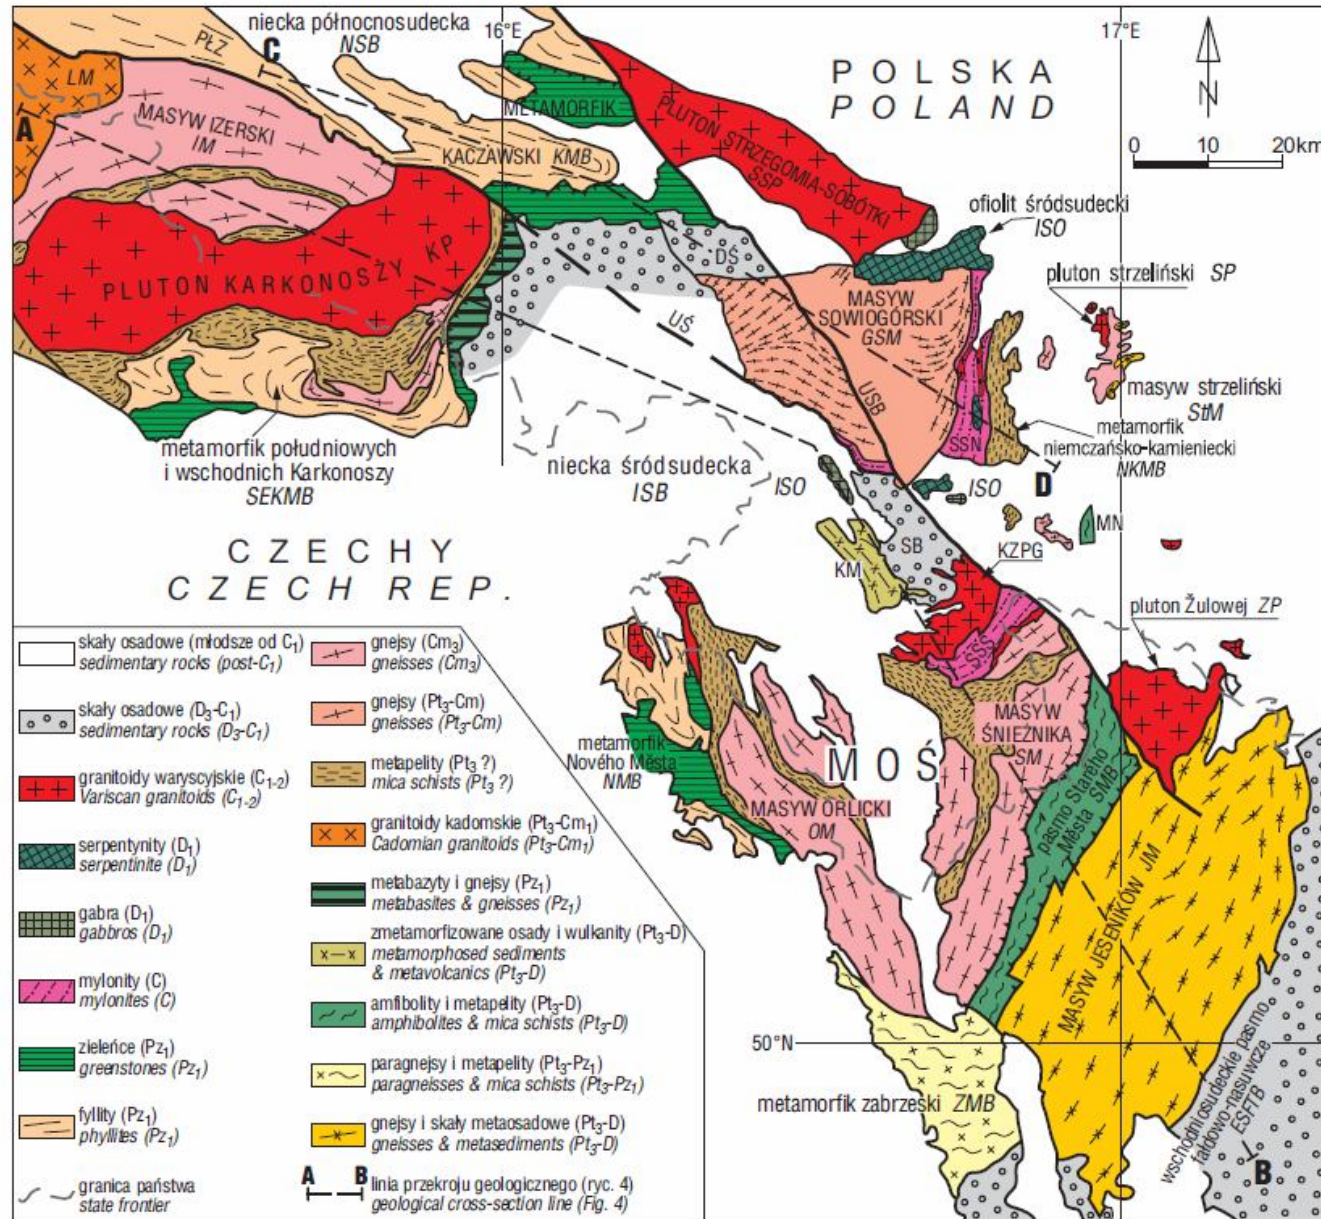 niecka północnosudecka
NSB
16°E
17°E
PŁZ
C
LM
A
MASYW IZERSKI
IM
METAMORFIK
KACZAWSKI KMB
PLUTON STRZEGOMIA-SOBÓTKI
SSP
POLSKA
POLAND
N
0 10 20km
ofiolit śródsudecki
ISO
pluton strzeliński SP
PLUTON KARKONOSZY KP
DŚ
UŚ
MASYW
SOWIOGÓRSKI
GSM
USB
SSN
masyw strzeliński
StM
metamorfik
niemczańsko-kamieniecki
NKMB
D
metamorfik południowych
i wschodnich Karkonoszy
SEKMB
niecka śródsudecka
ISB
ISO
ISO
MN
CZECHY
CZECH REP.
SB
KM
KZPG
pluton Žulowej ZP
SSS
MASYW
ŚNIEŻNIKA
SM
metamorfik
Nového Města
NMB
MOŚ
MASYW ORLICKI
OM
pasmo Starého
Města SMB
MASYW JESENIKÓW JM
50°N
metamorfik zabrzeski ZMB
wschodniosudeckie pasmo
fałdowo-nasuwcze
ESFTB
B
skały osadowe (młodsze od C1)
sedimentary rocks (post-C1)
skały osadowe (D3-C1)
sedimentary rocks (D3-C1)
granitoidy waryscyjskie (C1-2)
Variscan granitoids (C1-2)
serpentynity (D1)
serpentinite (D1)
gabra (D1)
gabbros (D1)
mylonity (C)
mylonites (C)
zieleńce (Pz1)
greenstones (Pz1)
fyllity (Pz1)
phyllites (Pz1)
granica państwa
state frontier
gnejsy (Cm3)
gneisses (Cm3)
gnejsy (Pt3-Cm)
gneisses (Pt3-Cm)
metapelity (Pt3 ?)
mica schists (Pt3 ?)
granitoidy kadomskie (Pt3-Cm1)
Cadomian granitoids (Pt3-Cm1)
metabazyty i gnejsy (Pz1)
metabasites & gneisses (Pz1)
zmetamorfizowane osady i wulkanity (Pt3-D)
metamorphosed sediments
& metavolcanics (Pt3-D)
amfibolity i metapelity (Pt3-D)
amphibolites & mica schists (Pt3-D)
paragnejsy i metapelity (Pt3-Pz1)
paragneisses & mica schists (Pt3-Pz1)
gnejsy i skały metaosadowe (Pt3-D)
gneisses & metasediments (Pt3-D)
A B
linia przekroju geologicznego (ryc. 4)
geological cross-section line (Fig. 4)